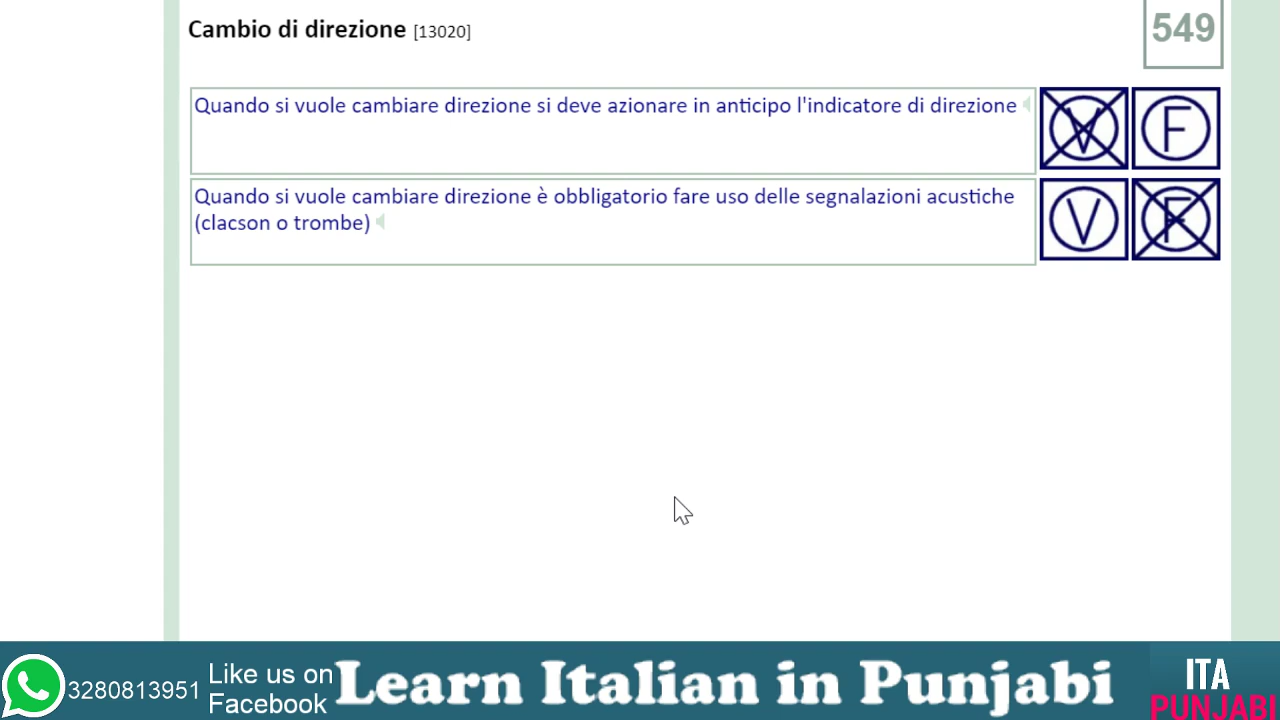 Cambio di direzione [13020]
549
Quando si vuole cambiare direzione si deve azionare in anticipo l'indicatore di direzione
V F
Quando si vuole cambiare direzione è obbligatorio fare uso delle segnalazioni acustiche
(clacson o trombe)
V F
3280813951
Like us on
Facebook
Learn Italian in Punjabi
ITA
PUNJABI